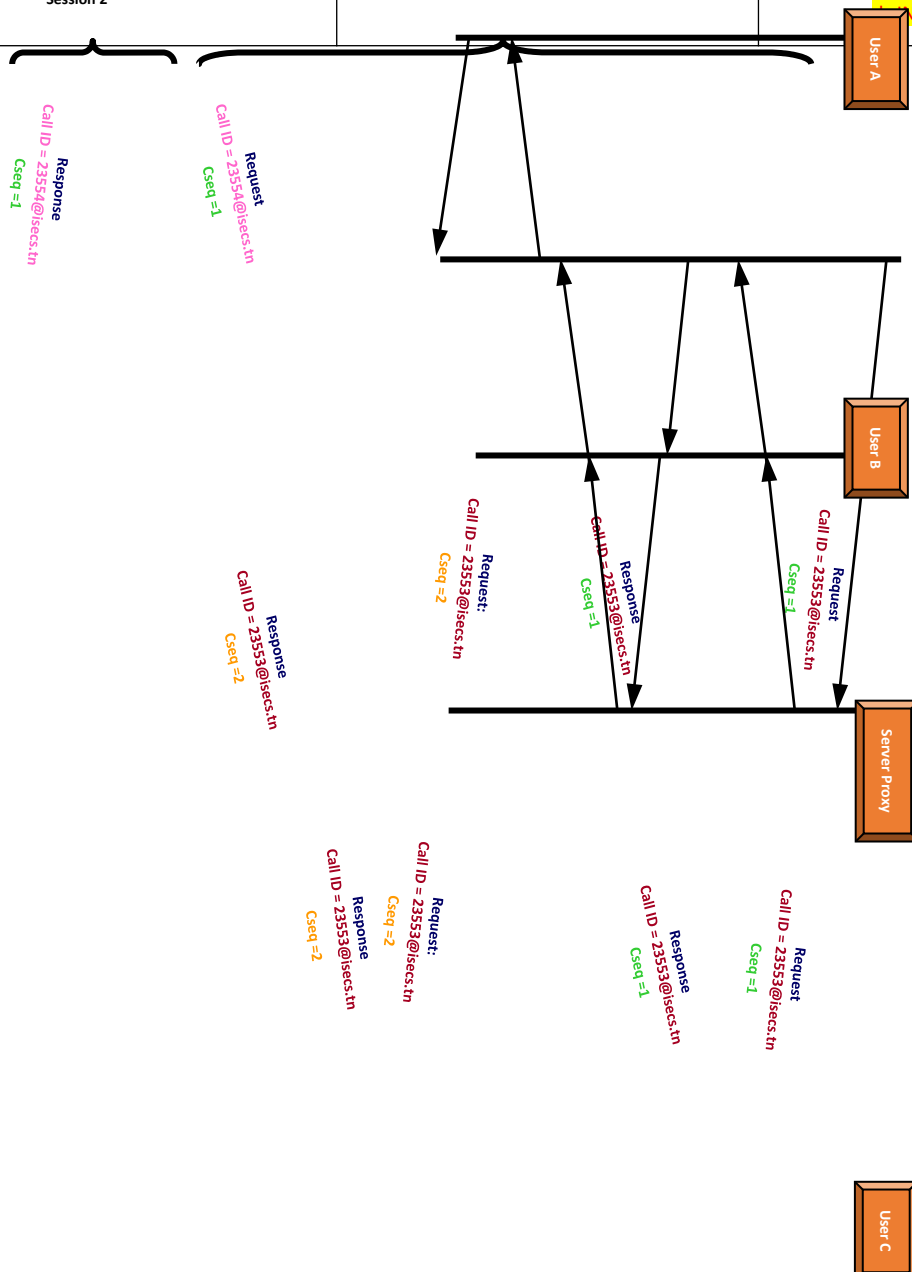 Session 2
User A
User B
Server Proxy
User C
Request
Call ID = 23553@isecs.tn
Cseq =1
Request
Call ID = 23553@isecs.tn
Cseq =1
Response
Call ID = 23553@isecs.tn
Cseq =1
Response
Call ID = 23553@isecs.tn
Cseq =1
Request:
Call ID = 23553@isecs.tn
Cseq =2
Request:
Call ID = 23553@isecs.tn
Cseq =2
Response
Call ID = 23553@isecs.tn
Cseq =2
Response
Call ID = 23553@isecs.tn
Cseq =2
Request
Call ID = 23554@isecs.tn
Cseq =1
Response
Call ID = 23554@isecs.tn
Cseq =1